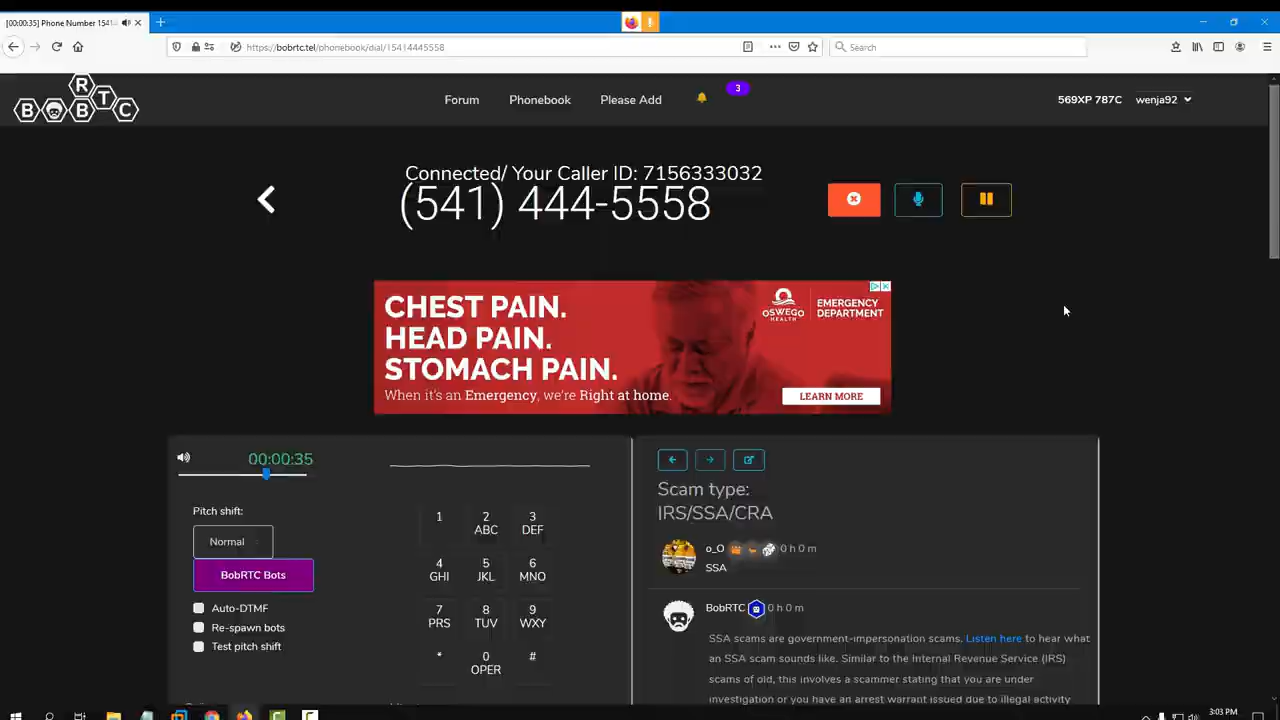 [00:00:35] Phone Number 1541
https://bobrtc.tel/phonebook/dial/15414445558
Search
R
B B T C
Forum
Phonebook
Please Add
3
569XP 787C
wenja92
Connected/ Your Caller ID: 7156333032
(541) 444-5558
CHEST PAIN.
HEAD PAIN.
STOMACH PAIN.
When it's an Emergency, we're Right at home.
OSWEGO
HEALTH
EMERGENCY
DEPARTMENT
LEARN MORE
00:00:35
Pitch shift:
Normal
BobRTC Bots
Auto-DTMF
Re-spawn bots
Test pitch shift
1
2
ABC
3
DEF
4
GHI
5
JKL
6
MNO
7
PRS
8
TUV
9
WXY
*
0
OPER
#
Scam type:
IRS/SSA/CRA
o_O 0 h 0 m
SSA
BobRTC 0 h 0 m
SSA scams are government-impersonation scams. Listen here to hear what
an SSA scam sounds like. Similar to the Internal Revenue Service (IRS)
scams of old, this involves a scammer stating that you are under
investigation or you have an arrest warrant issued due to illegal activity
3:03 PM